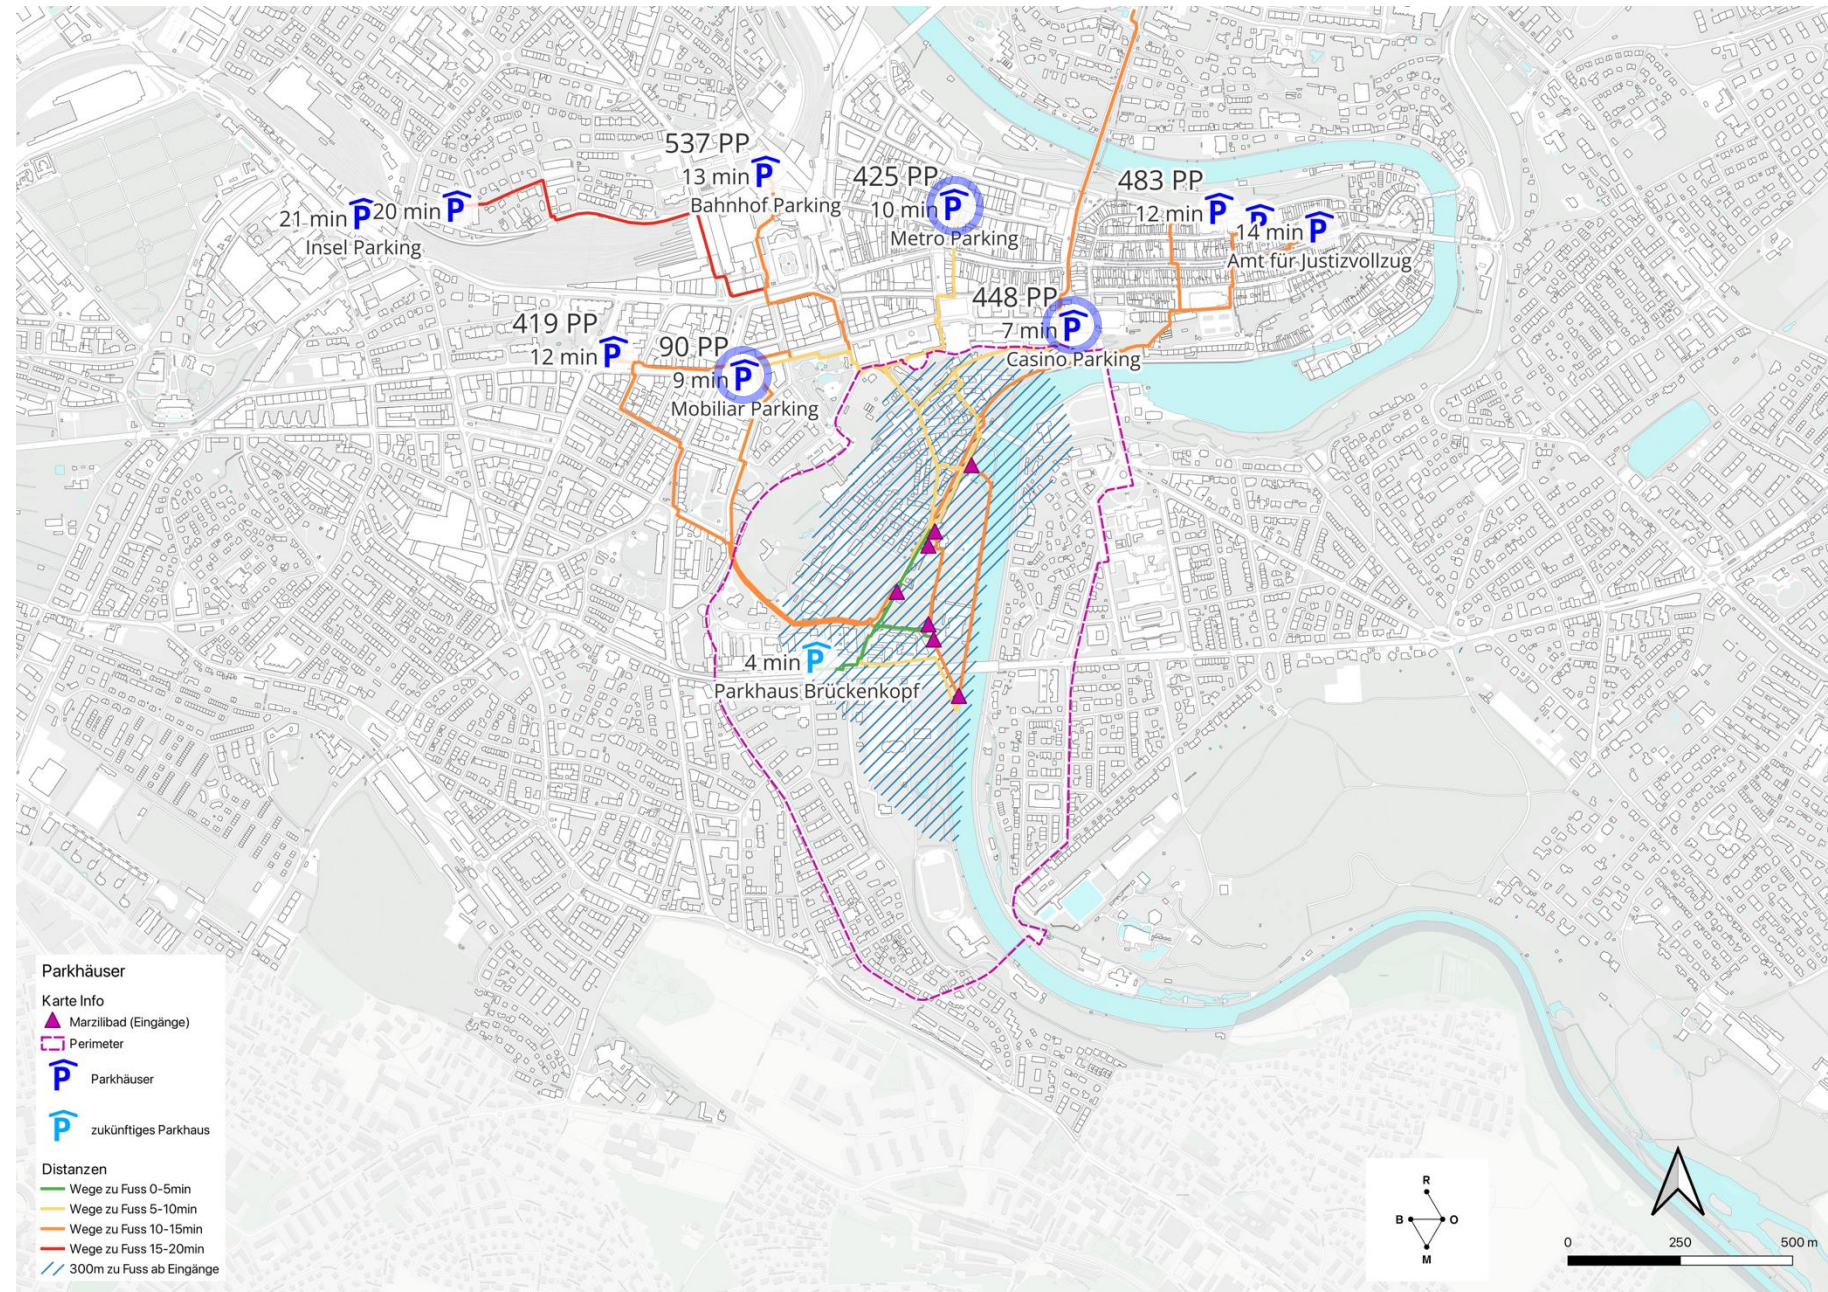 537 PP
13 min P
Bahnhof Parking
425 PP
10 min P
Metro Parking
483 PP
12 min P
P
14 min P
Amt für Justizvollzug
21 min P
20 min P
Insel Parking
448 PP
7 min P
Casino Parking
419 PP
12 min P
90 PP
9 min P
Mobiliar Parking
4 min P
Parkhaus Brückenkopf
Parkhäuser
Karte Info
Marzilibad (Eingänge)
Perimeter
P Parkhäuser
P zukünftiges Parkhaus
Distanzen
Wege zu Fuss 0-5min
Wege zu Fuss 5-10min
Wege zu Fuss 10-15min
Wege zu Fuss 15-20min
300m zu Fuss ab Eingänge
R
B O
M
0 250 500 m